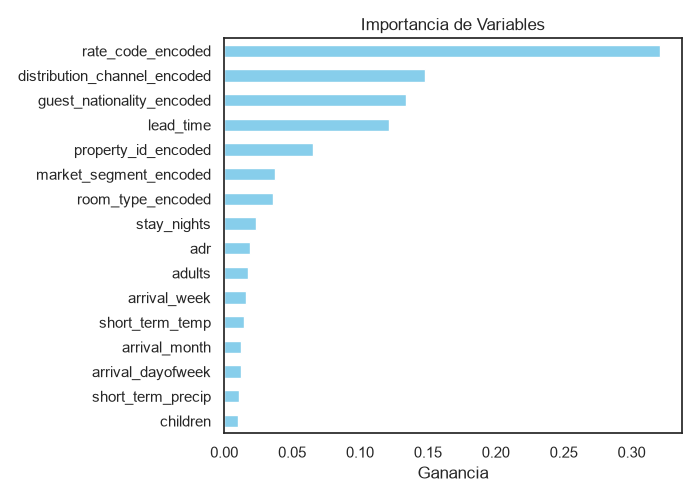 Importancia de Variables
rate_code_encoded
distribution_channel_encoded
guest_nationality_encoded
lead_time
property_id_encoded
market_segment_encoded
room_type_encoded
stay_nights
adr
adults
arrival_week
short_term_temp
arrival_month
arrival_dayofweek
short_term_precip
children
0.00 0.05 0.10 0.15 0.20 0.25 0.30
Ganancia